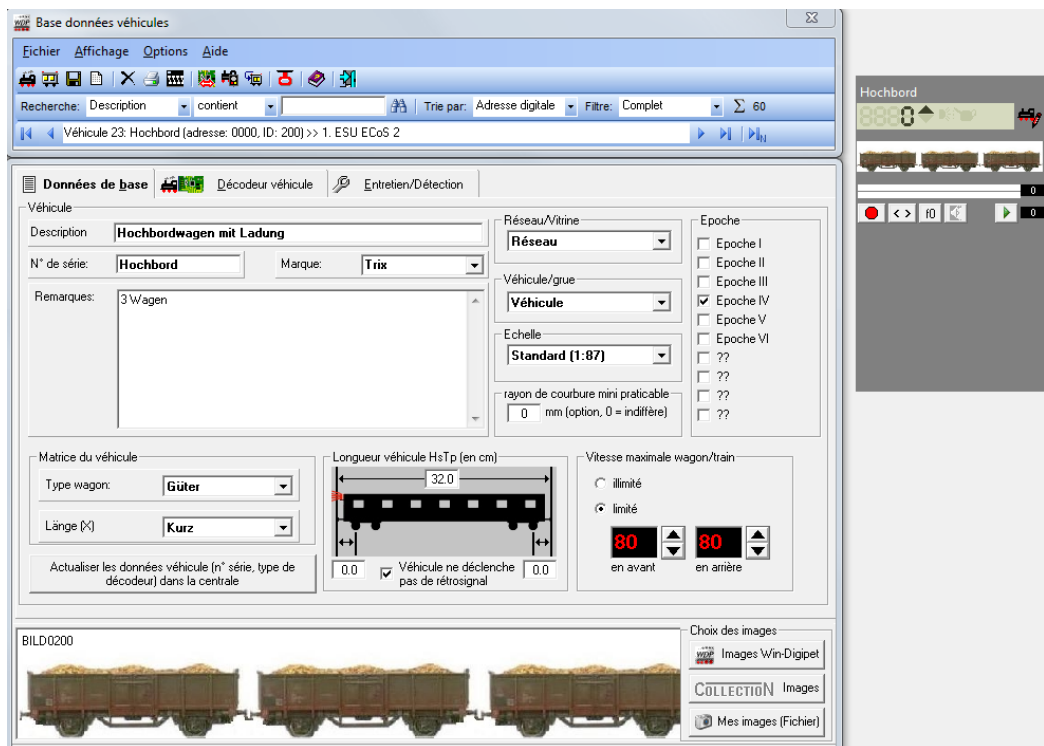 Base données véhicules
Fichier Affichage Options Aide
Recherche: Description contient Trie par: Adresse digitale Filtre: Complet Σ 60
Véhicule 23: Hochbord (adresse: 0000, ID: 200) >> 1. ESU ECoS 2
Données de base Décodeur véhicule Entretien/Détection
Véhicule
Description Hochbordwagen mit Ladung
N° de série: Hochbord Marque: Trix
Remarques: 3 Wagen
Réseau/Vitrine
Réseau
Véhicule/grue
Véhicule
Echelle
Standard (1:87)
rayon de courbure mini praticable
0 mm (option, 0 = indiffère)
Epoche
Epoche I
Epoche II
Epoche III
Epoche IV
Epoche V
Epoche VI
??
??
??
??
Matrice du véhicule
Type wagon: Güter
Länge (X) Kurz
Actualiser les données véhicule (n° série, type de
décodeur) dans la centrale
Longueur véhicule HsTp (en cm)
32.0
0.0 Véhicule ne déclenche
pas de rétrosignal 0.0
Vitesse maximale wagon/train
illimité
limité
80 80
en avant en arrière
BILD0200
Choix des images
WDP Images Win-Digipet
COLLECTION Images
Mes images (Fichier)
Hochbord
0
0
< > f0 0